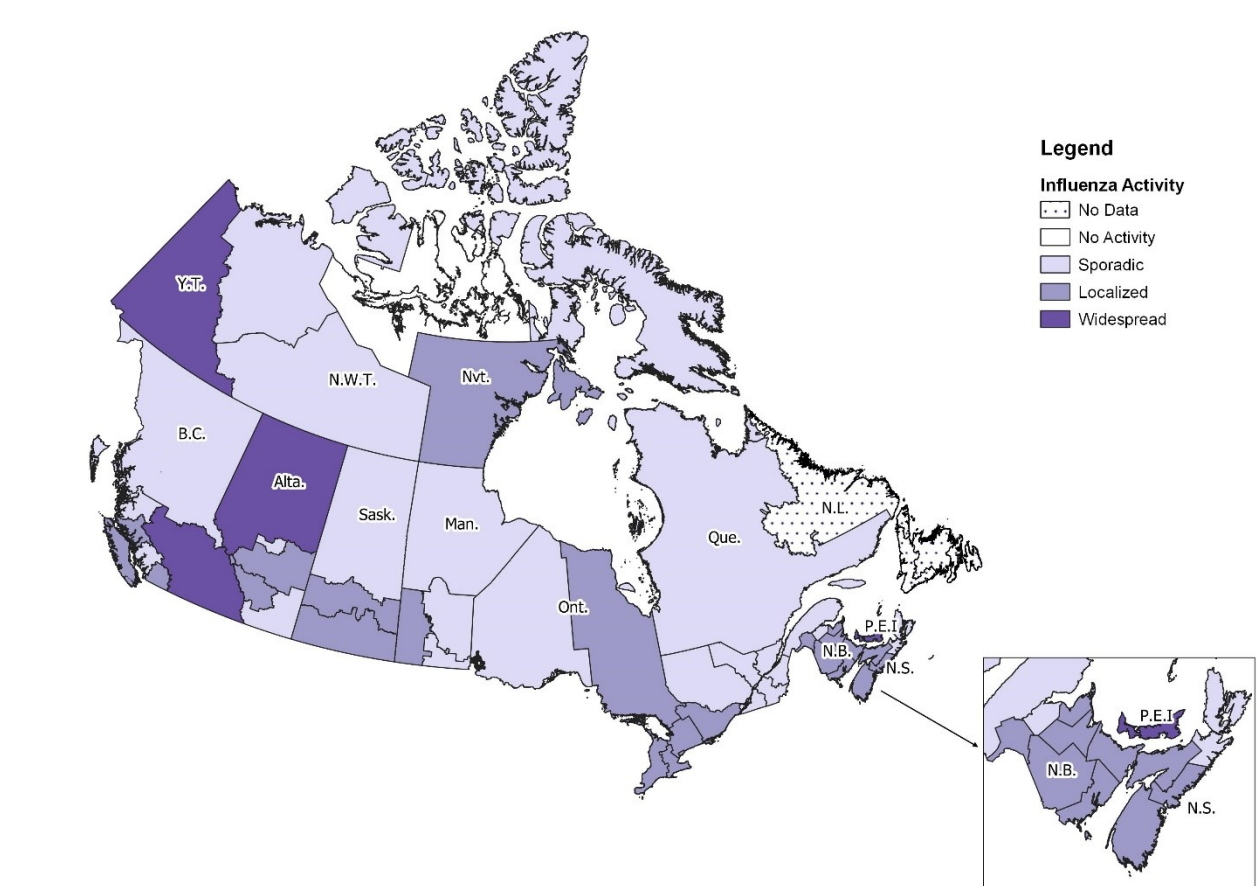 Legend
Influenza Activity
No Data
No Activity
Sporadic
Localized
Widespread
Y.T.
N.W.T.
Nvt.
B.C.
Alta.
Sask.
Man.
N.L.
Que.
Ont.
P.E.I
N.B.
N.S.
P.E.I
N.B.
N.S.